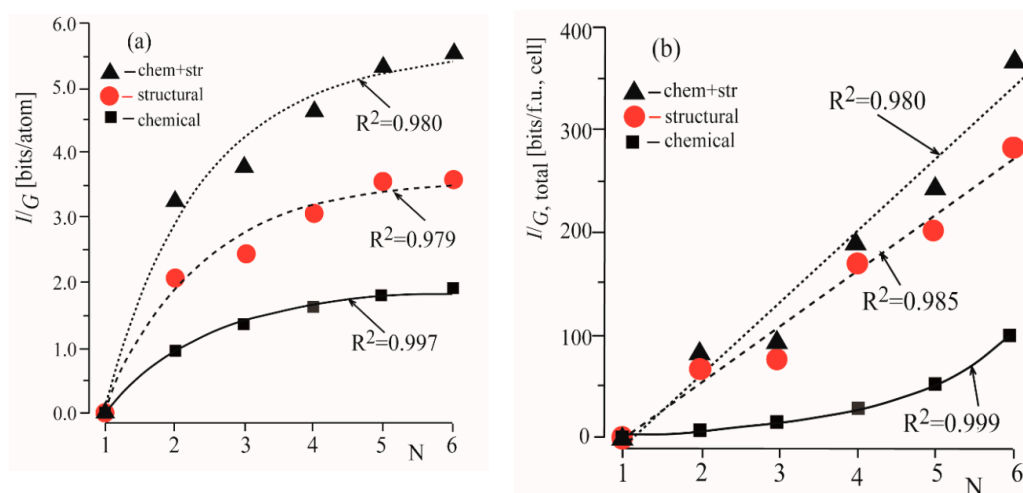 (a)
6.0
5.0
4.0
3.0
2.0
1.0
0.0
I/G [bits/atom]
–chem+str
–structural
–chemical
R²=0.980
R²=0.979
R²=0.997
1 2 3 4 5 6
N
(b)
400
300
200
100
0
I/G, total [bits/f.u., cell]
–chem+str
–structural
–chemical
R²=0.980
R²=0.985
R²=0.999
1 2 3 4 5 6
N